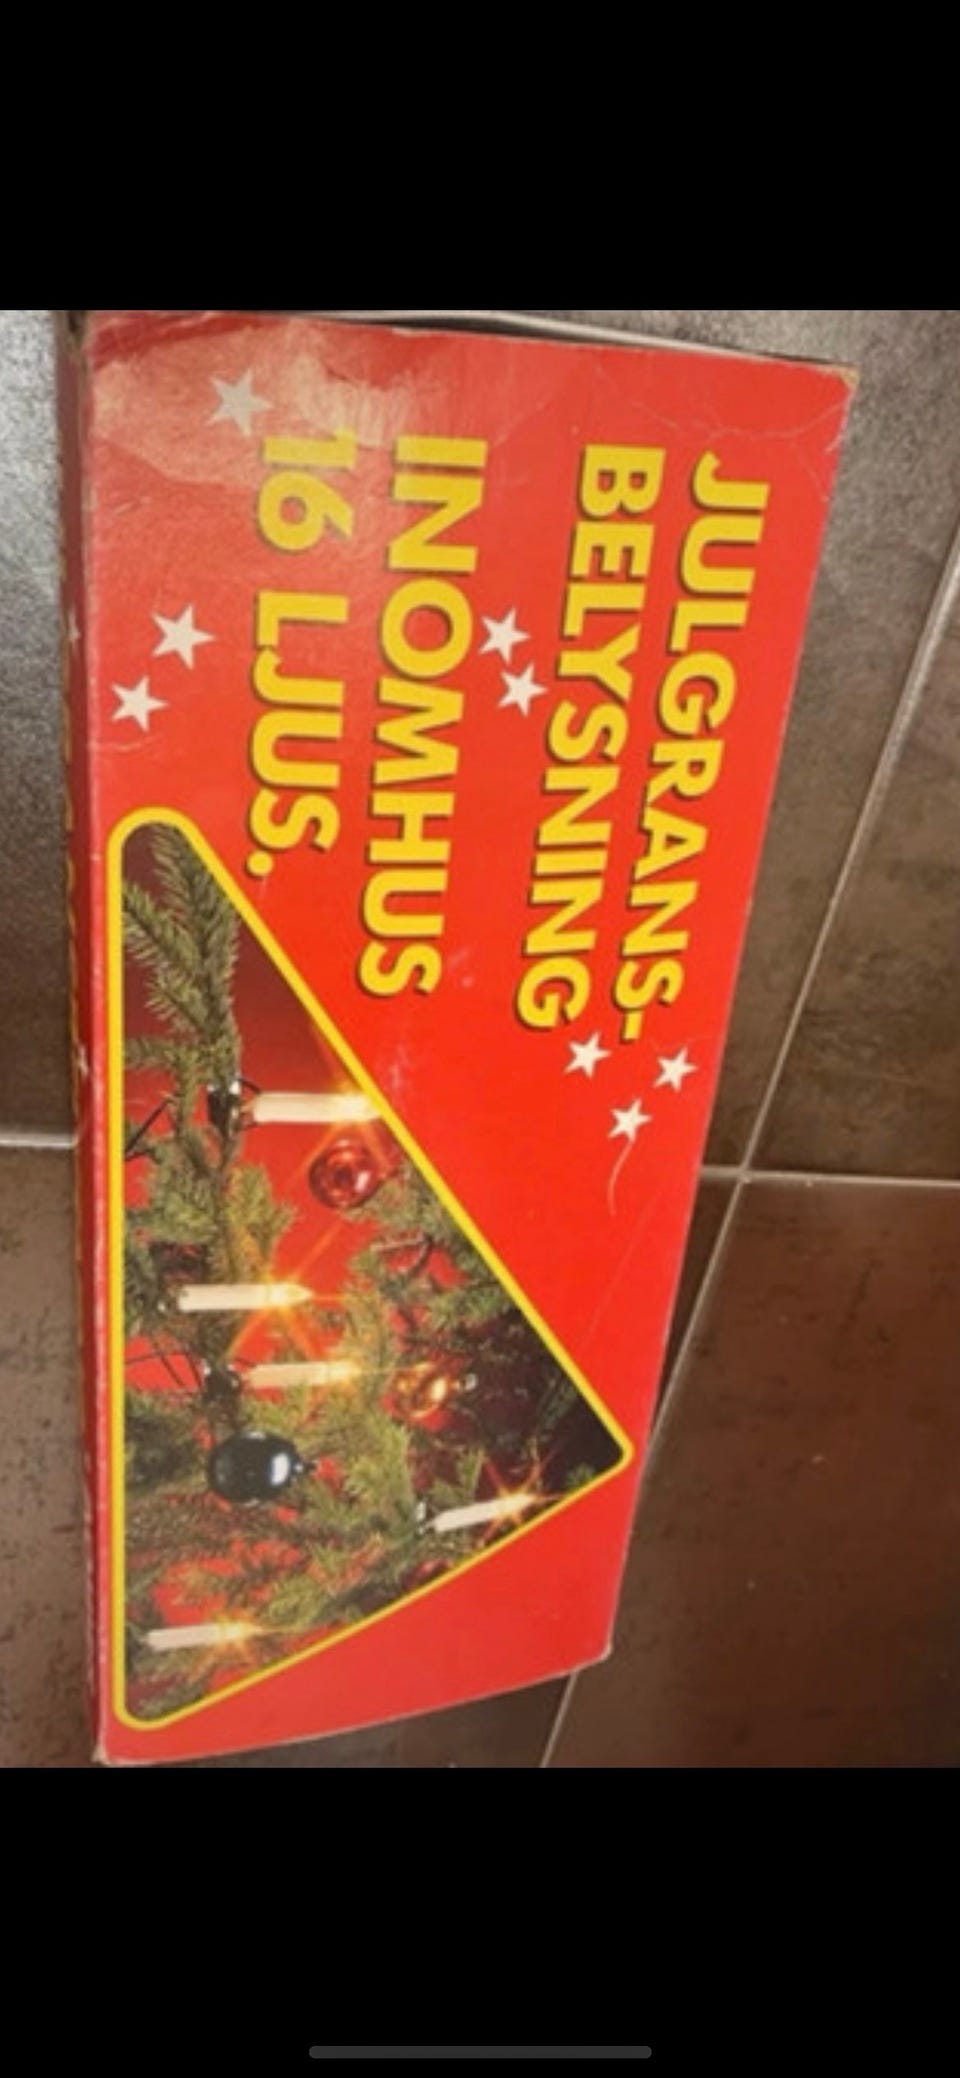 JULGRANS-
BELYSNING
INOMHUS
16 LJUS.